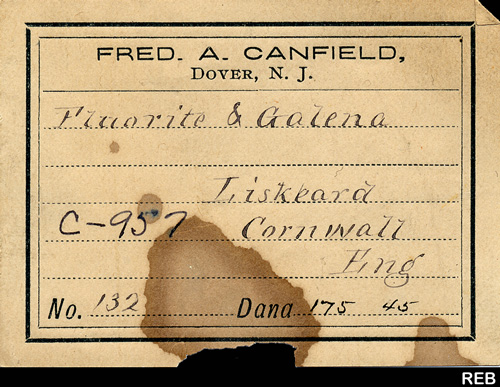 FRED. A. CANFIELD,
DOVER, N. J.
Fluorite & Galena
Liskeard
C-957 Cornwall
Eng
No. 132 Dana 175 45
REB